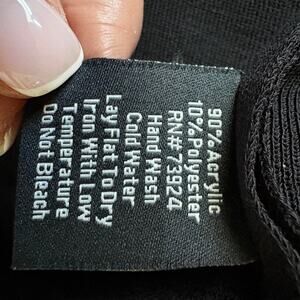 90% Acrylic
10% Polyester
RN# 73924
Hand Wash
Cold Water
Lay Flat To Dry
Iron With Low
Temperature
Do Not Bleach